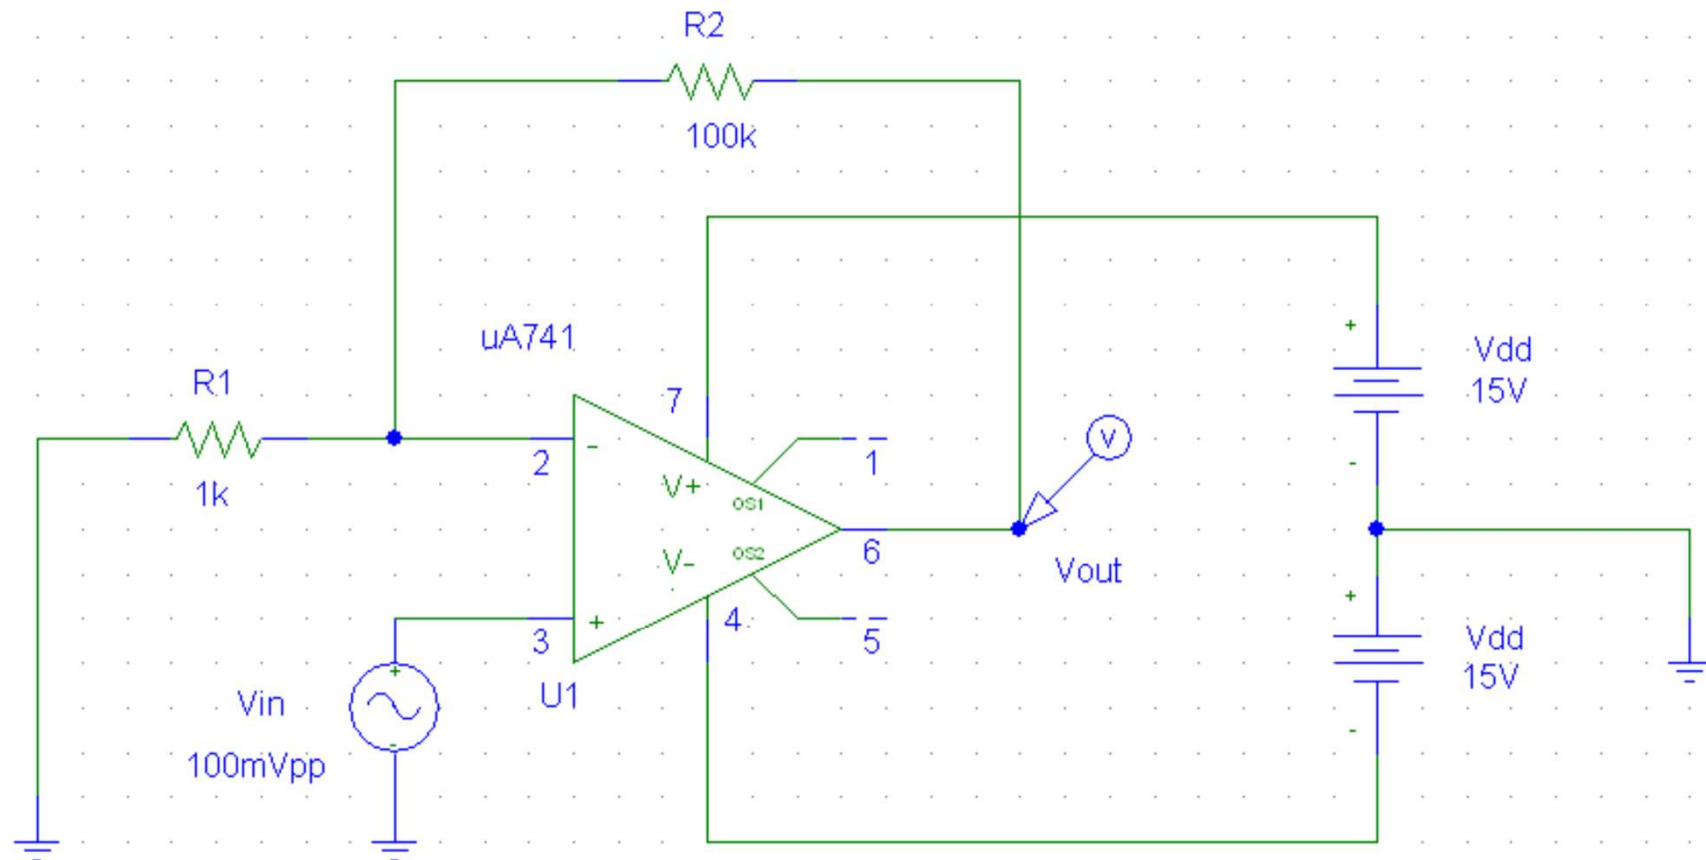 R2
100k
uA741
R1
1k
7
2
-
V+
OS1
1
V
+
Vdd
15V
-
6
Vout
V-
OS2
4
5
3
+
U1
Vin
100mVpp
+
-
+
Vdd
15V
-